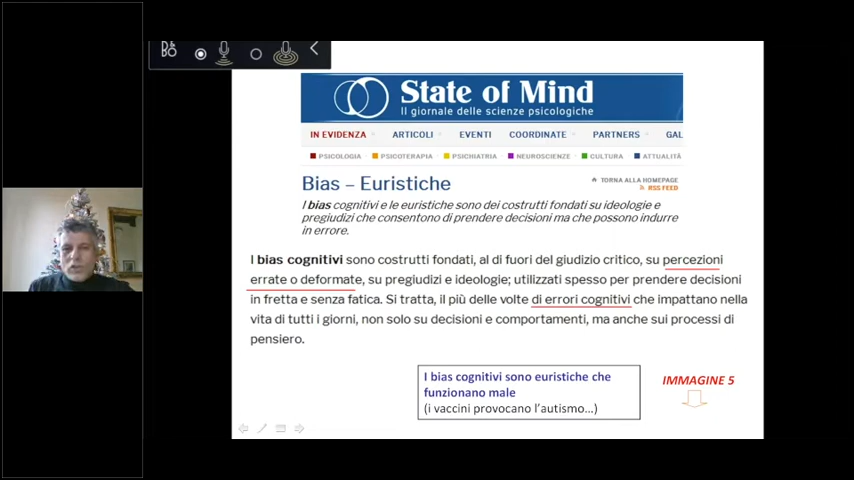 D&BO
State of Mind
Il giornale delle scienze psicologiche
IN EVIDENZA ARTICOLI EVENTI COORDINATE PARTNERS GAL
PSICOLOGIA PSICOTERAPIA PSICHIATRIA NEUROSCIENZE CULTURA ATTUALITÀ
Bias – Euristiche
TORNA ALLA HOMEPAGE
RSS FEED
I bias cognitivi e le euristiche sono dei costrutti fondati su ideologie e
pregiudizi che consentono di prendere decisioni ma che possono indurre
in errore.
I bias cognitivi sono costrutti fondati, al di fuori del giudizio critico, su percezioni
errate o deformate, su pregiudizi e ideologie; utilizzati spesso per prendere decisioni
in fretta e senza fatica. Si tratta, il più delle volte di errori cognitivi che impattano nella
vita di tutti i giorni, non solo su decisioni e comportamenti, ma anche sui processi di
pensiero.
I bias cognitivi sono euristiche che
funzionano male
(i vaccini provocano l'autismo...)
IMMAGINE 5